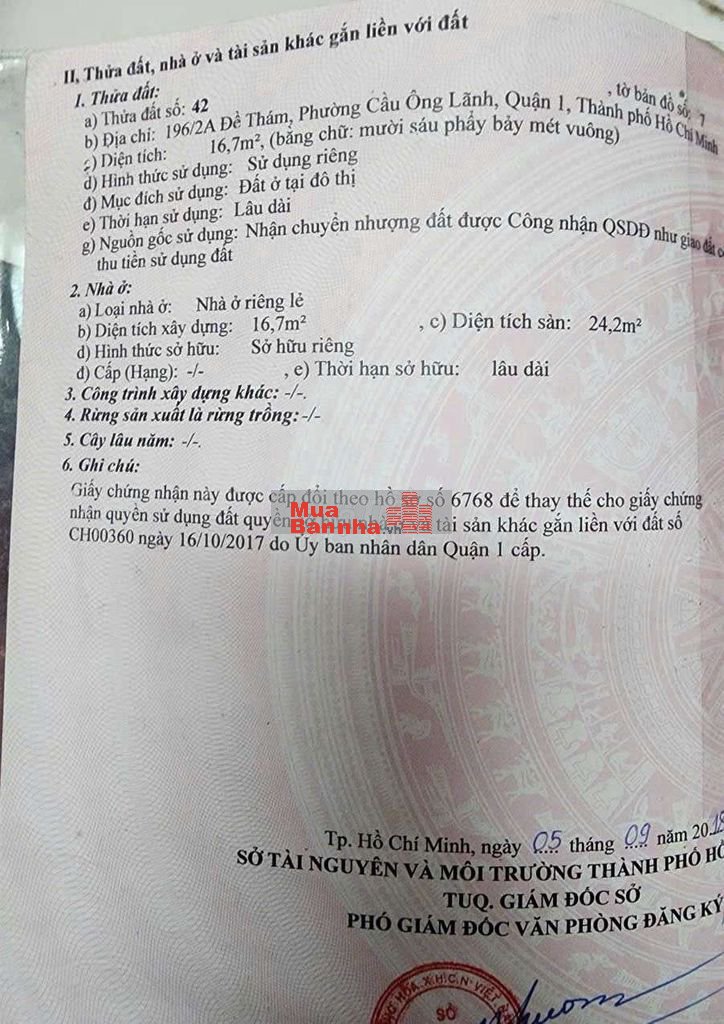 II, Thửa đất, nhà ở và tài sản khác gắn liền với đất
1. Thửa đất:
a) Thửa đất số: 42 , tờ bản đồ số: 7
b) Địa chỉ: 196/2A Đề Thám, Phường Cầu Ông Lãnh, Quận 1, Thành phố Hồ Chí Minh
c) Diện tích: 16,7m², (bằng chữ: mười sáu phẩy bảy mét vuông)
d) Hình thức sử dụng: Sử dụng riêng
đ) Mục đích sử dụng: Đất ở tại đô thị
e) Thời hạn sử dụng: Lâu dài
g) Nguồn gốc sử dụng: Nhận chuyển nhượng đất được Công nhận QSDĐ như giao đất có
thu tiền sử dụng đất
2. Nhà ở:
a) Loại nhà ở: Nhà ở riêng lẻ
b) Diện tích xây dựng: 16,7m² , c) Diện tích sàn: 24,2m²
d) Hình thức sở hữu: Sở hữu riêng
đ) Cấp (Hạng): -/- , e) Thời hạn sở hữu: lâu dài
3. Công trình xây dựng khác: -/-.
4. Rừng sản xuất là rừng trồng: -/-
5. Cây lâu năm: -/-.
6. Ghi chú:
Giấy chứng nhận này được cấp đổi theo hồ sơ số 6768 để thay thế cho giấy chứng
nhận quyền sử dụng đất quyền và tài sản khác gắn liền với đất số
CH00360 ngày 16/10/2017 do Ủy ban nhân dân Quận 1 cấp.
Mua
Bannha.vn
Tp. Hồ Chí Minh, ngày 05 tháng 09 năm 2018
SỞ TÀI NGUYÊN VÀ MÔI TRƯỜNG THÀNH PHỐ HỒ
TUQ. GIÁM ĐỐC SỞ
PHÓ GIÁM ĐỐC VĂN PHÒNG ĐĂNG KÝ
HÒA X.H.C.N VIỆT
SỞ